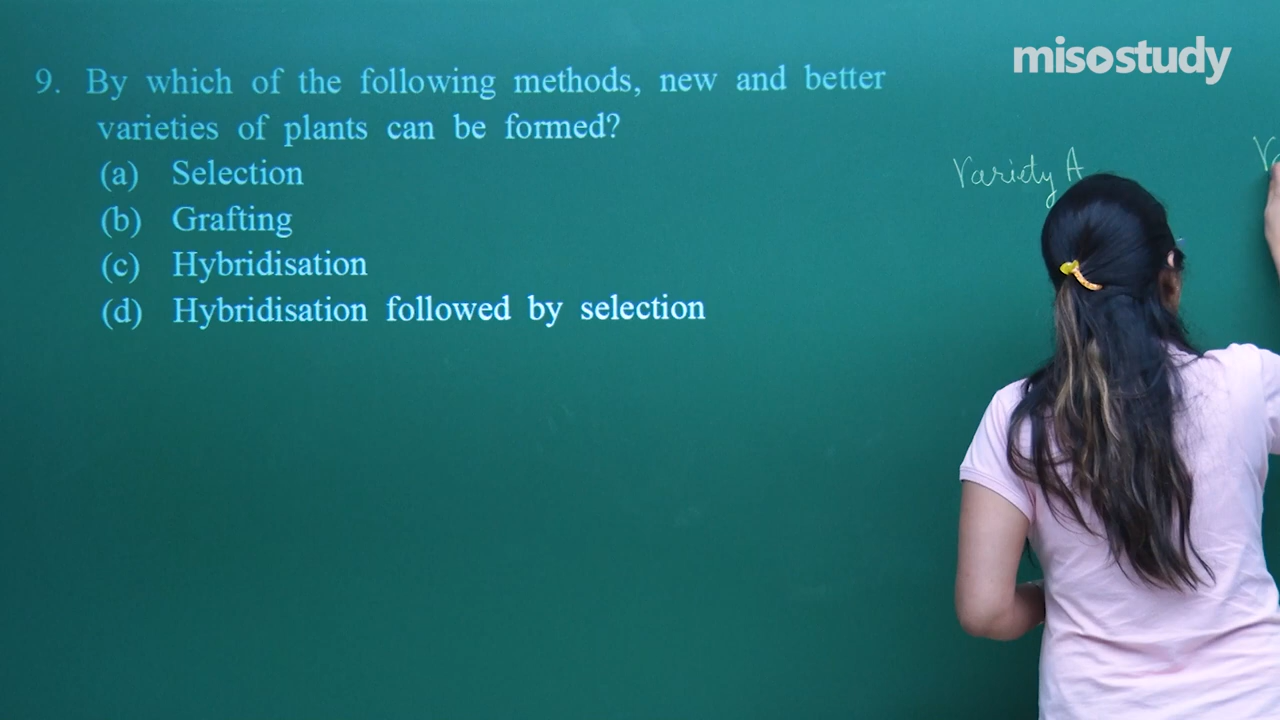 misostudy
9. By which of the following methods, new and better
varieties of plants can be formed?
(a) Selection
(b) Grafting
(c) Hybridisation
(d) Hybridisation followed by selection
Variety A